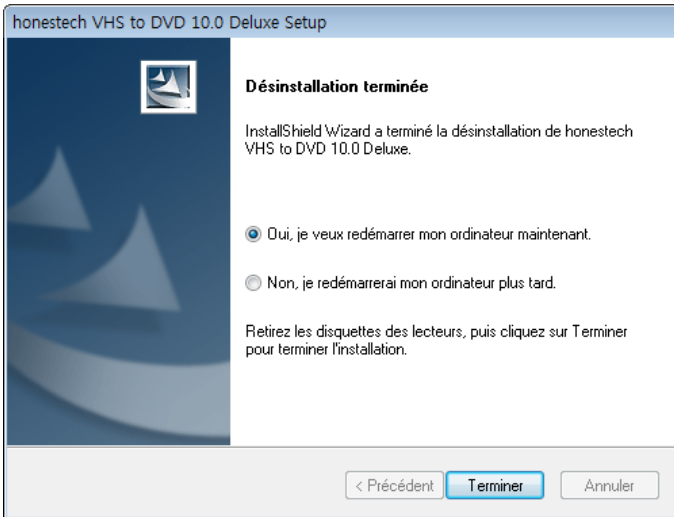 honestech VHS to DVD 10.0 Deluxe Setup
Désinstallation terminée
InstallShield Wizard a terminé la désinstallation de honestech
VHS to DVD 10.0 Deluxe.
Oui, je veux redémarrer mon ordinateur maintenant.
Non, je redémarrerai mon ordinateur plus tard.
Retirez les disquettes des lecteurs, puis cliquez sur Terminer
pour terminer l'installation.
< Précédent
Terminer
Annuler